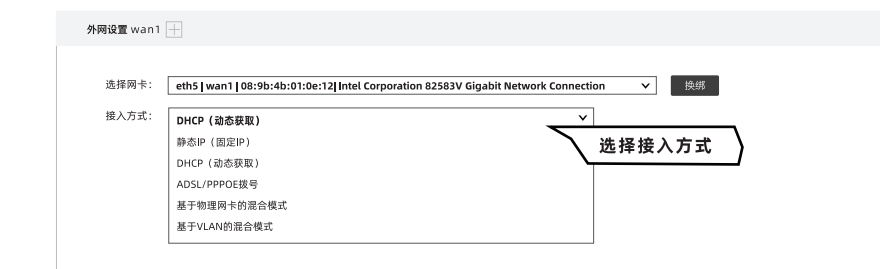 外网设置 wan1
选择网卡： eth5 | wan1 | 08:9b:4b:01:0e:12| Intel Corporation 82583V Gigabit Network Connection 换绑
接入方式： DHCP（动态获取）
静态IP（固定IP）
选择接入方式
DHCP（动态获取）
ADSL/PPPOE拨号
基于物理网卡的混合模式
基于VLAN的混合模式